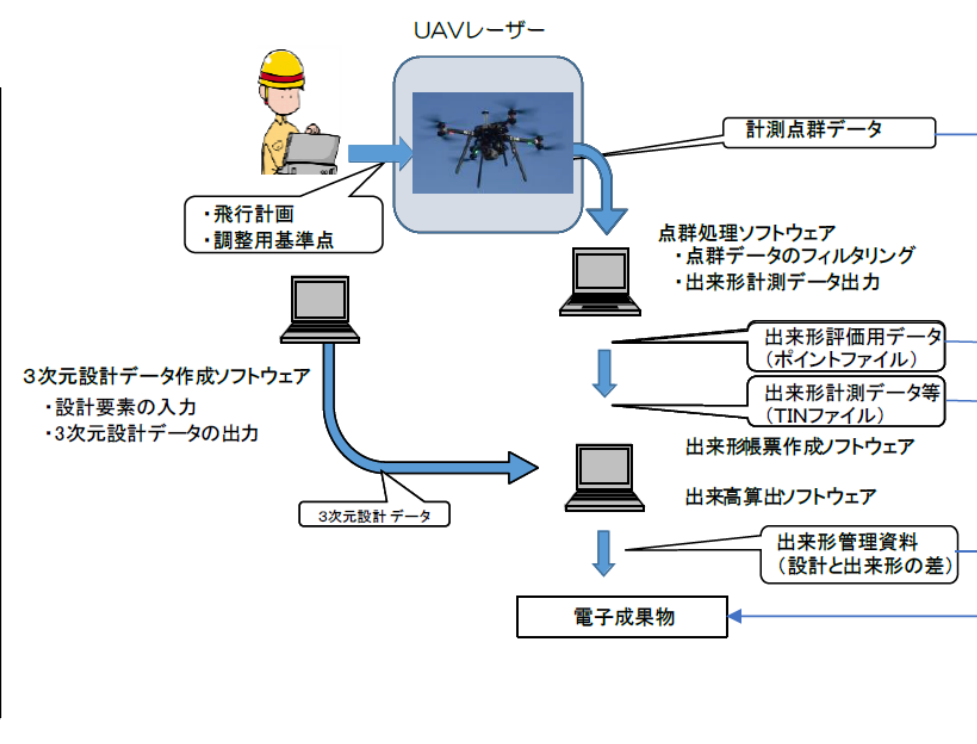 UAVレーザー
計測点群データ
・飛行計画
・調整用基準点
点群処理ソフトウェア
・点群データのフィルタリング
・出来形計測データ出力
出来形評価用データ
（ポイントファイル）
3次元設計データ作成ソフトウェア
・設計要素の入力
・3次元設計データの出力
出来形計測データ等
（TINファイル）
出来形帳票作成ソフトウェア
出来高算出ソフトウェア
3次元設計データ
出来形管理資料
（設計と出来形の差）
電子成果物